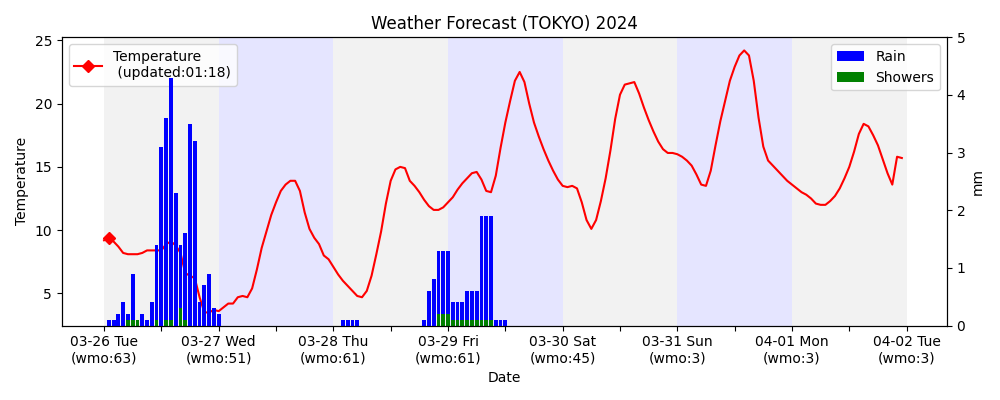 Weather Forecast (TOKYO) 2024
Temperature
(updated:01:18)
Rain
Showers
25
20
15
10
5
Temperature
5
4
3
2
1
0
mm
03-26 Tue
(wmo:63)
03-27 Wed
(wmo:51)
03-28 Thu
(wmo:61)
03-29 Fri
(wmo:61)
03-30 Sat
(wmo:45)
03-31 Sun
(wmo:3)
04-01 Mon
(wmo:3)
04-02 Tue
(wmo:3)
Date